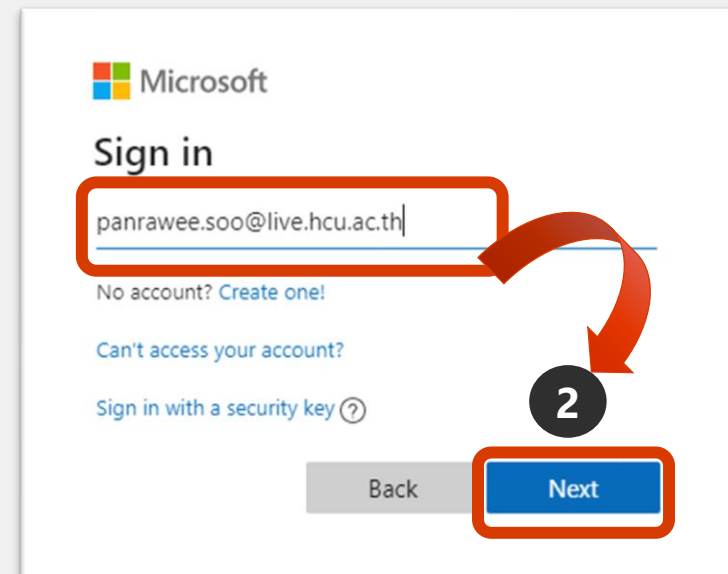 Microsoft
Sign in
panrawee.soo@live.hcu.ac.th
No account? Create one!
Can't access your account?
Sign in with a security key ?
2
Back Next